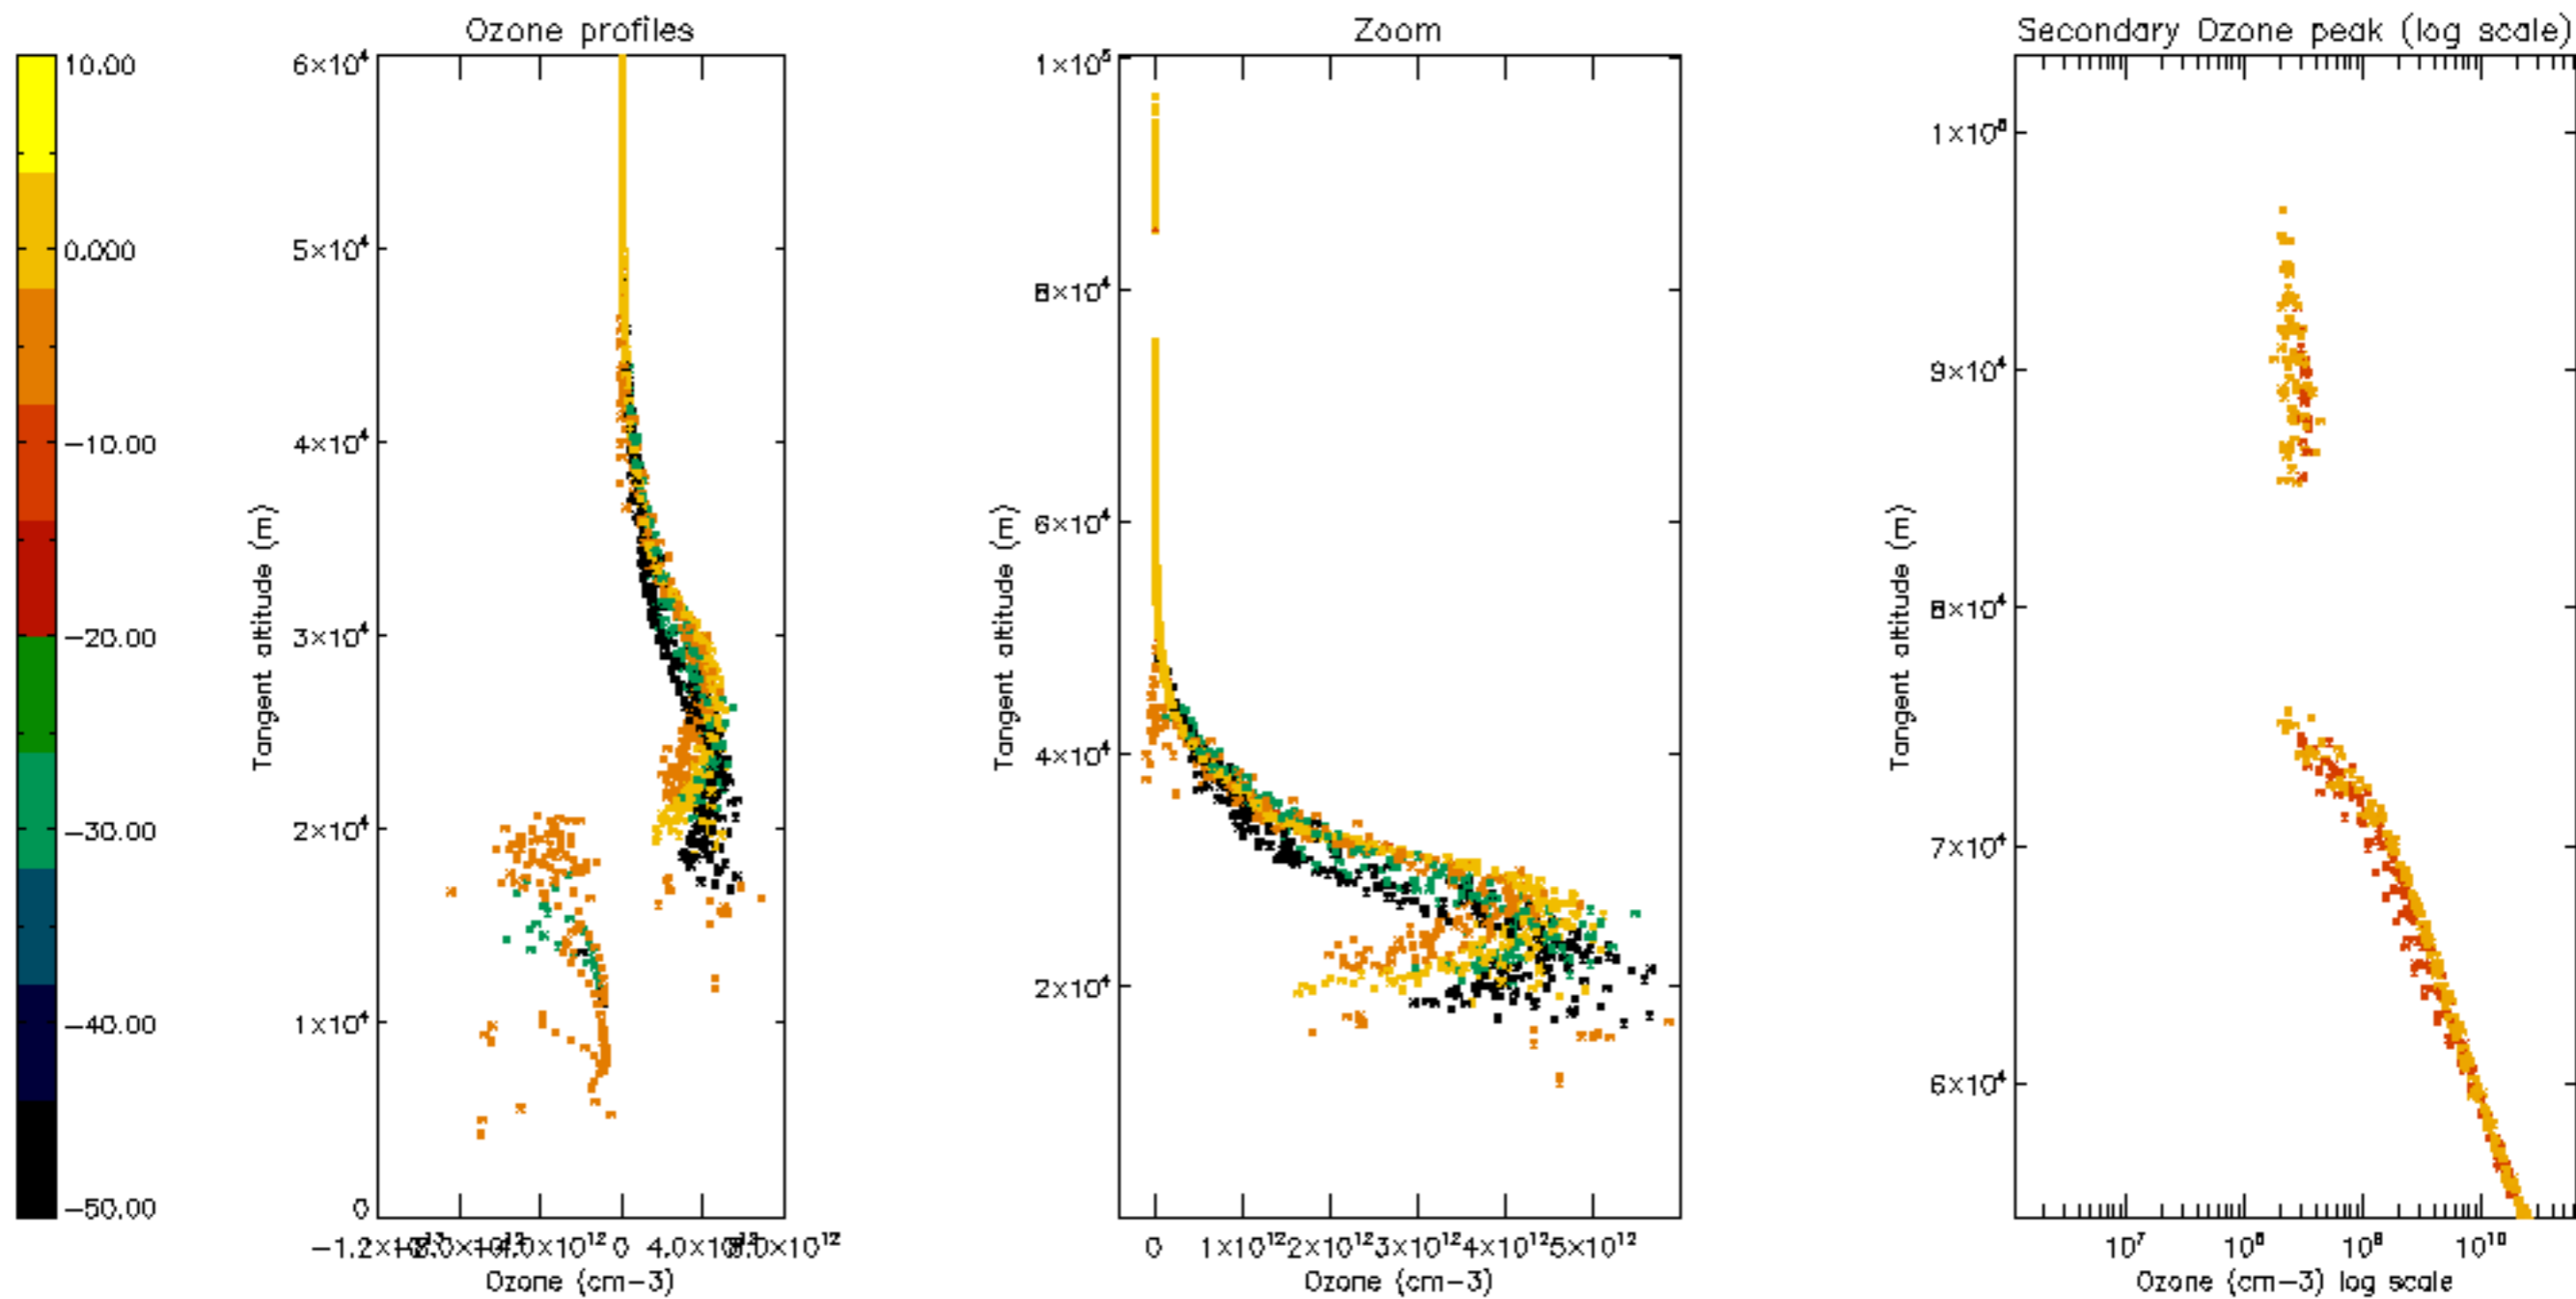 Ozone profiles
Zoom
Secondary Ozone peak (log scale)
10.00
0.000
−10.00
−20.00
−30.00
−40.00
−50.00
6×10⁴
5×10⁴
4×10⁴
3×10⁴
2×10⁴
1×10⁴
0
Tangent altitude (m)
0 4.0×10¹²
Ozone (cm−3)
1×10⁵
8×10⁴
6×10⁴
4×10⁴
2×10⁴
Tangent altitude (m)
0 1×10¹² 2×10¹² 3×10¹² 4×10¹² 5×10¹²
Ozone (cm−3)
9×10⁴
8×10⁴
7×10⁴
6×10⁴
Tangent altitude (m)
10⁷ 10⁸ 10⁹ 10¹⁰
Ozone (cm−3) log scale